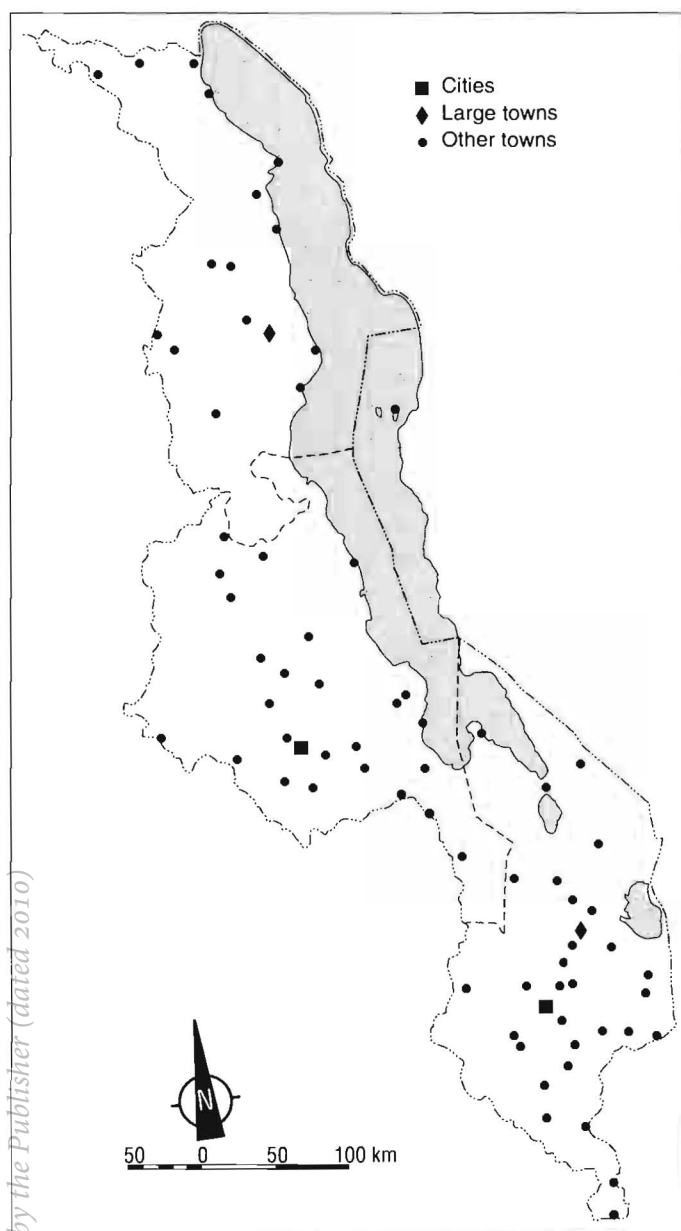 Cities
Large towns
Other towns
N
50 0 50 100 km
by the Publisher (dated 2010)